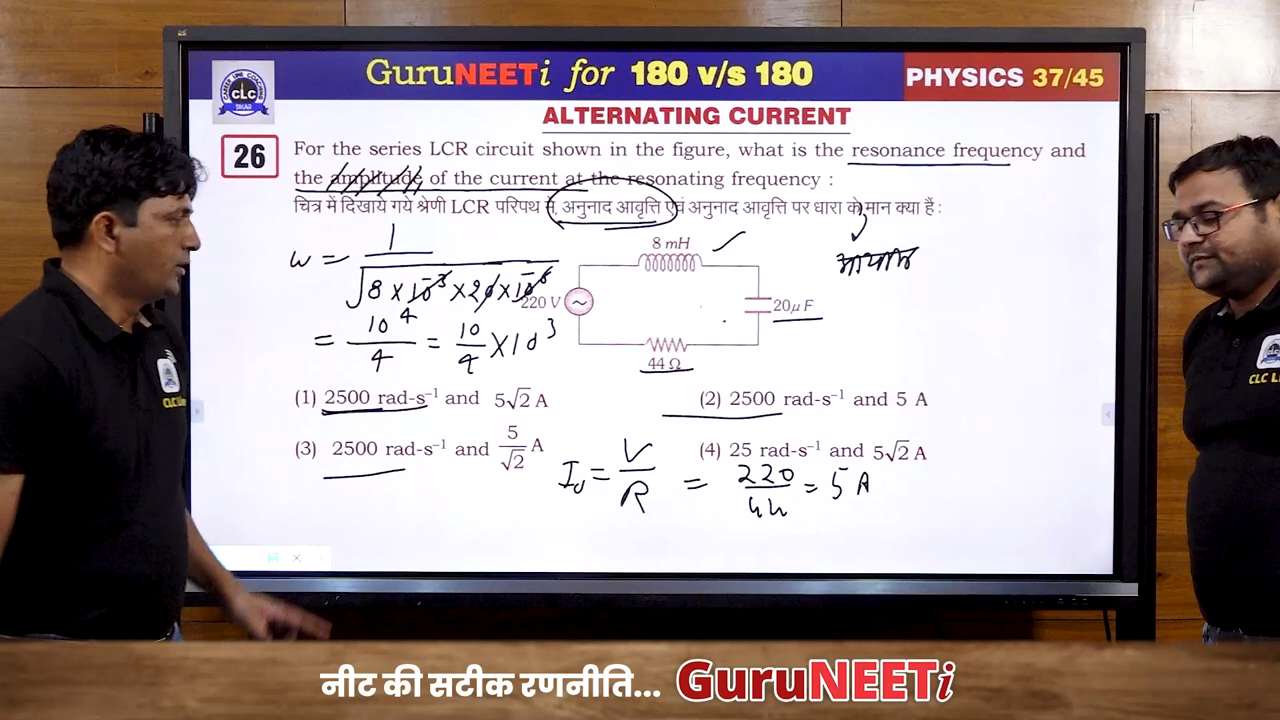 GuruNEETi for 180 v/s 180
PHYSICS 37/45
CLC
SIKAR
ALTERNATING CURRENT
26
For the series LCR circuit shown in the figure, what is the resonance frequency and
the amplitude of the current at the resonating frequency :
चित्र में दिखाये गये श्रेणी LCR परिपथ में, अनुनाद आवृत्ति एवं अनुनाद आवृत्ति पर धारा के मान क्या हैं :
8 mH
220 V
~
20μF
44 Ω
ω = 1 / √8 × 10⁻³ × 20 × 10⁻⁶
= 10⁴/4 = 10/4 × 10³
(1) 2500 rad-s⁻¹ and 5√2 A
(2) 2500 rad-s⁻¹ and 5 A
(3) 2500 rad-s⁻¹ and 5/√2 A
(4) 25 rad-s⁻¹ and 5√2 A
I₀ = V/R = 220/44 = 5 A
CLC
नीट की सटीक रणनीति... GuruNEETi